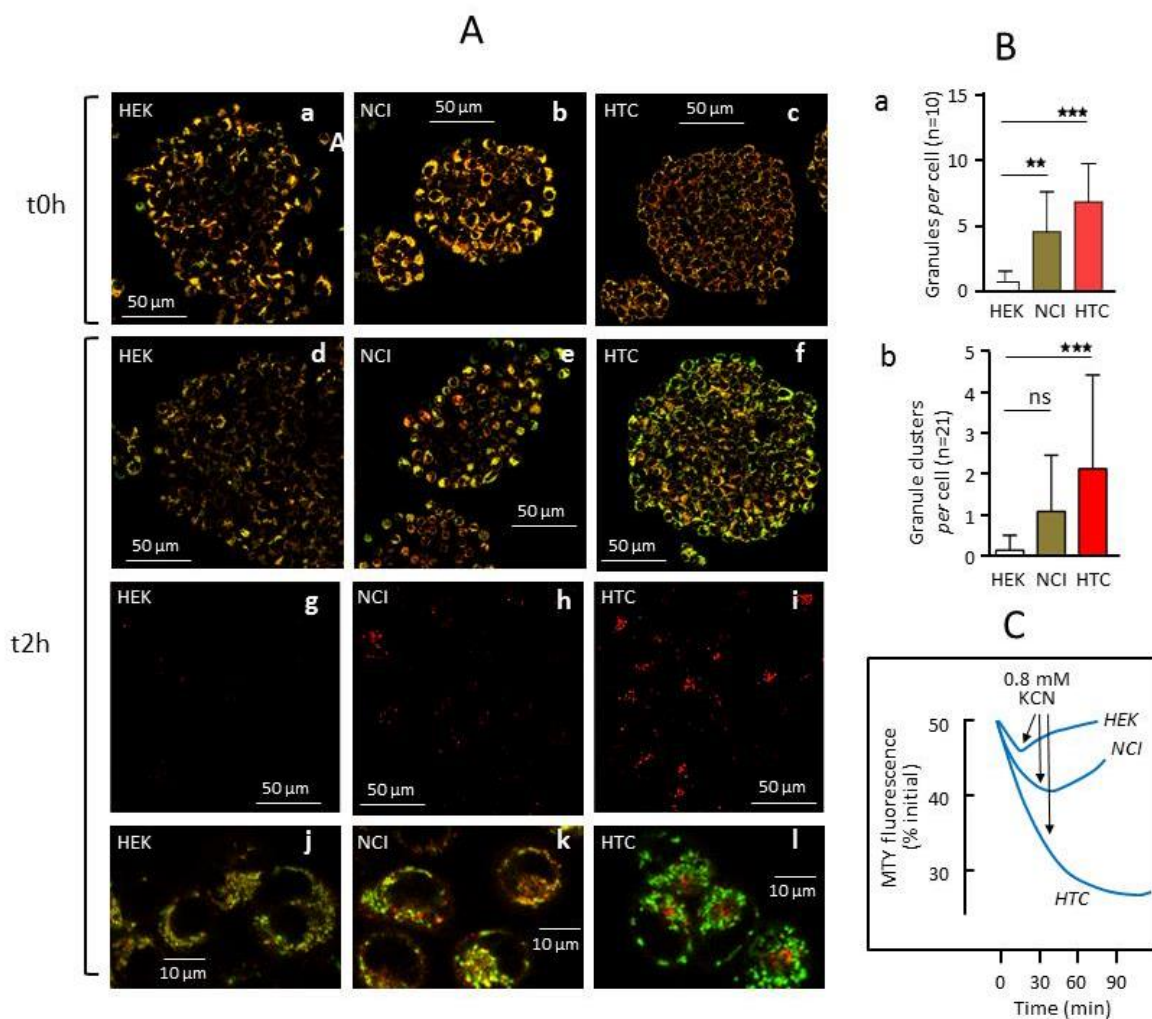 A
B
t0h
HEK
a
A
NCI
b
50 µm
HTC
c
50 µm
50 µm
HEK
d
50 µm
NCI
e
50 µm
HTC
f
50 µm
t2h
HEK
g
50 µm
NCI
h
50 µm
HTC
i
50 µm
HEK
j
10 µm
NCI
k
10 µm
HTC
l
10 µm
a
Granules per cell (n=10)
15
10
5
0
★★★
★★
HEK NCI HTC
b
Granule clusters
per cell (n=21)
5
4
3
2
1
0
★★★
ns
HEK NCI HTC
C
0.8 mM
KCN
HEK
NCI
HTC
MTY fluorescence
(% initial)
50
40
30
0 30 60 90
Time (min)